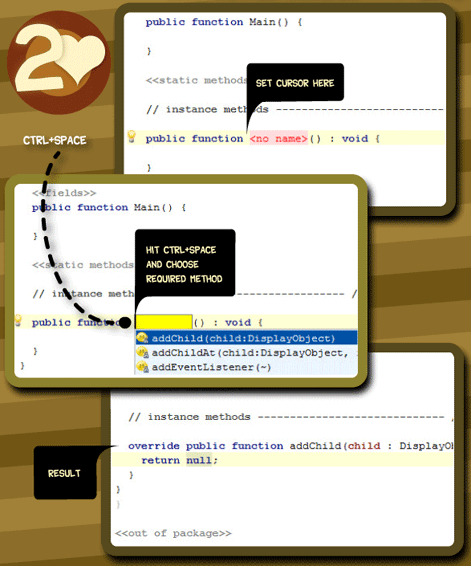 2
public function Main() {
}
<<static methods
SET CURSOR HERE
// instance methods ---------------------------
CTRL+SPACE
public function <no name>() : void {
}
<<fields>>
public function Main() {
}
<<static methods
HIT CTRL+SPACE
AND CHOOSE
REQUIRED METHOD
// instance meth ----------------- /
public function () : void {
addChild(child:DisplayObject)
addChildAt(child:DisplayObject,
addEventListener(~)
}
}
// instance methods --------------------------- /
override public function addChild(child : DisplayOb
return null;
RESULT
}
}
}
<<out of package>>